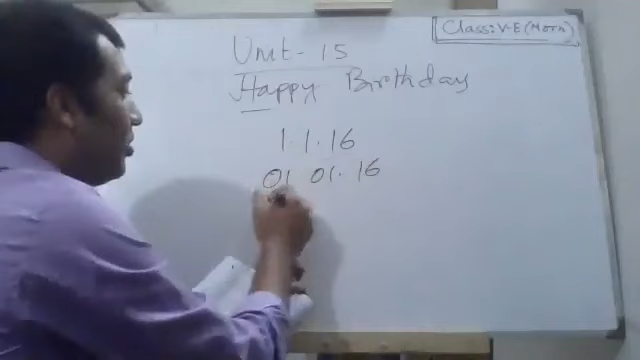 Class: V-E (Morn)
Unit - 15
Happy Birthday
1 1.16
01 01.16